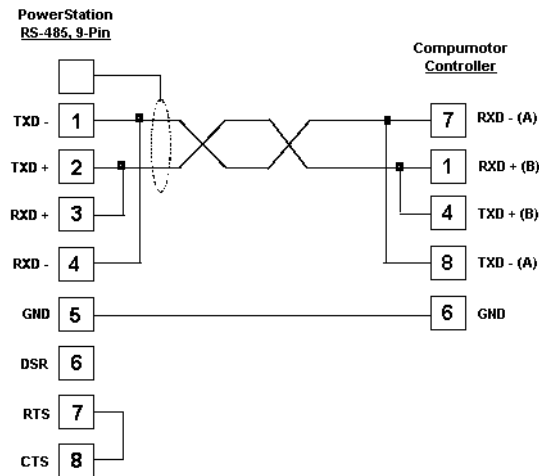 PowerStation
RS-485, 9-Pin
Compumotor
Controller
TXD - 1
7 RXD - (A)
TXD + 2
1 RXD + (B)
RXD + 3
4 TXD + (B)
RXD - 4
8 TXD - (A)
GND 5
6 GND
DSR 6
RTS 7
CTS 8